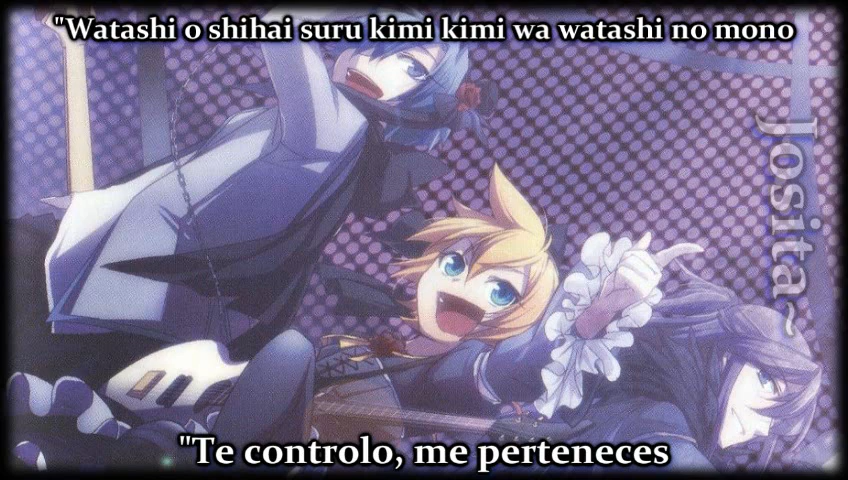 "Watashi o shihai suru kimi kimi wa watashi no mono
Josita~
"Te controlo, me perteneces